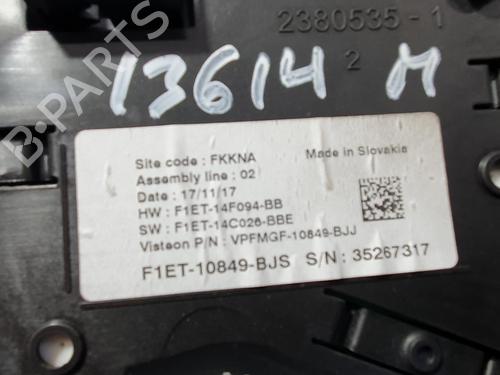 2380535-1
2
13614 M
Site code : FKKNA
Made in Slovakia
Assembly line : 02
Date : 17/11/17
HW : F1ET-14F094-BB
SW : F1ET-14C026-BBE
Visteon P/N : VPFMGF-10849-BJJ
F1ET-10849-BJS S/N : 35267317
B-PARTS